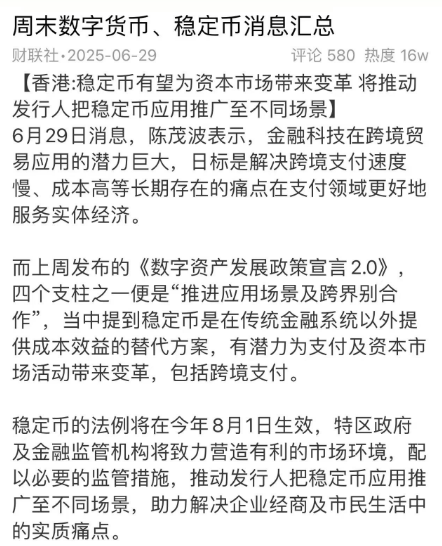 周末数字货币、稳定币消息汇总
财联社·2025-06-29 评论 580 热度 16w
【香港:稳定币有望为资本市场带来变革 将推动
发行人把稳定币应用推广至不同场景】
6月29日消息，陈茂波表示，金融科技在跨境贸
易应用的潜力巨大，日标是解决跨境支付速度
慢、成本高等长期存在的痛点在支付领域更好地
服务实体经济。
而上周发布的《数字资产发展政策宣言2.0》，
四个支柱之一便是“推进应用场景及跨界别合
作”，当中提到稳定币是在传统金融系统以外提
供成本效益的替代方案，有潜力为支付及资本市
场活动带来变革，包括跨境支付。
稳定币的法例将在今年8月1日生效，特区政府
及金融监管机构将致力营造有利的市场环境，配
以必要的监管措施，推动发行人把稳定币应用推
广至不同场景，助力解决企业经商及市民生活中
的实质痛点。